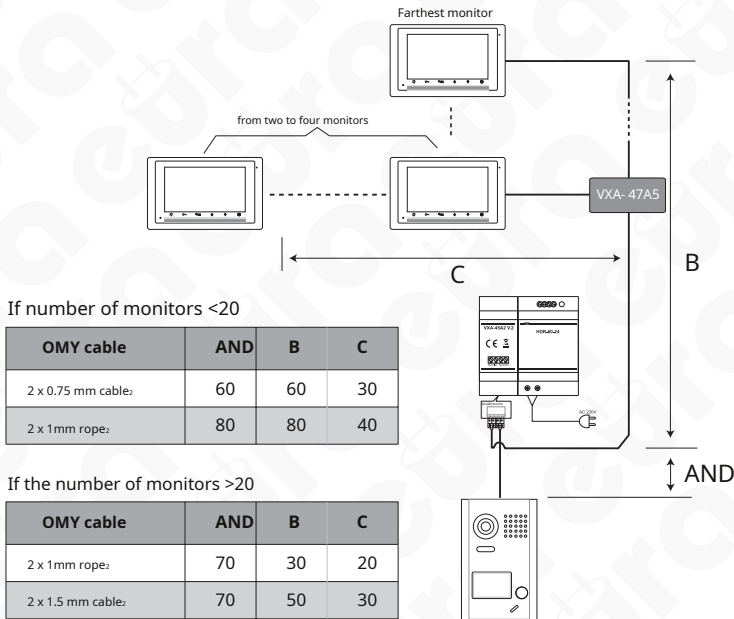 Farthest monitor
from two to four monitors
VXA- 47A5
B
C
If number of monitors <20
OMY cable AND B C
2 x 0.75 mm cable2 60 60 30
2 x 1mm rope2 80 80 40
VXA-45A2 V.2
HDR-60-24
CE
AC 230V
AND
If the number of monitors >20
OMY cable AND B C
2 x 1mm rope2 70 30 20
2 x 1.5 mm cable2 70 50 30
eura